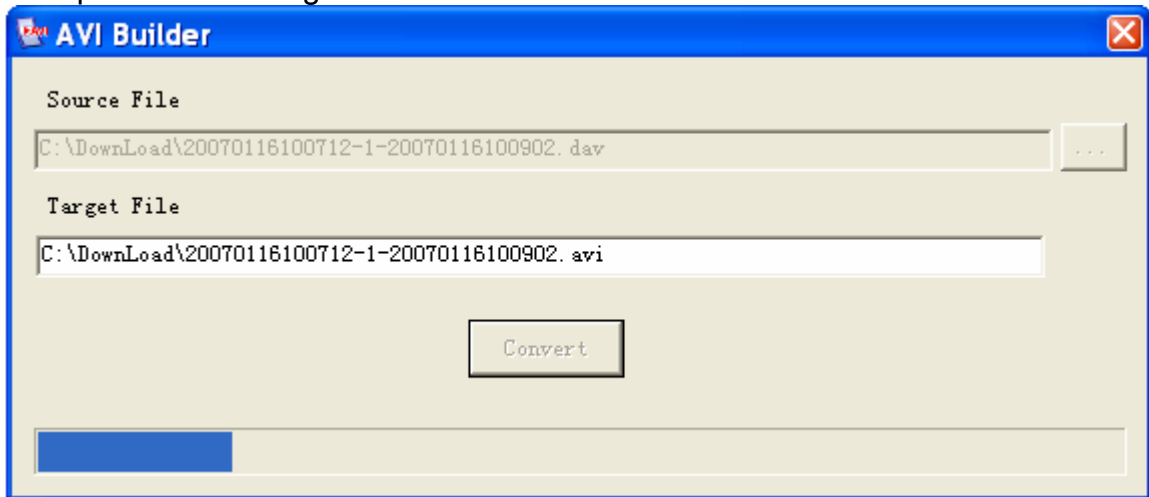 AVI Builder
Source File
C:\DownLoad\20070116100712-1-20070116100902.dav
...
Target File
C:\DownLoad\20070116100712-1-20070116100902.avi
Convert